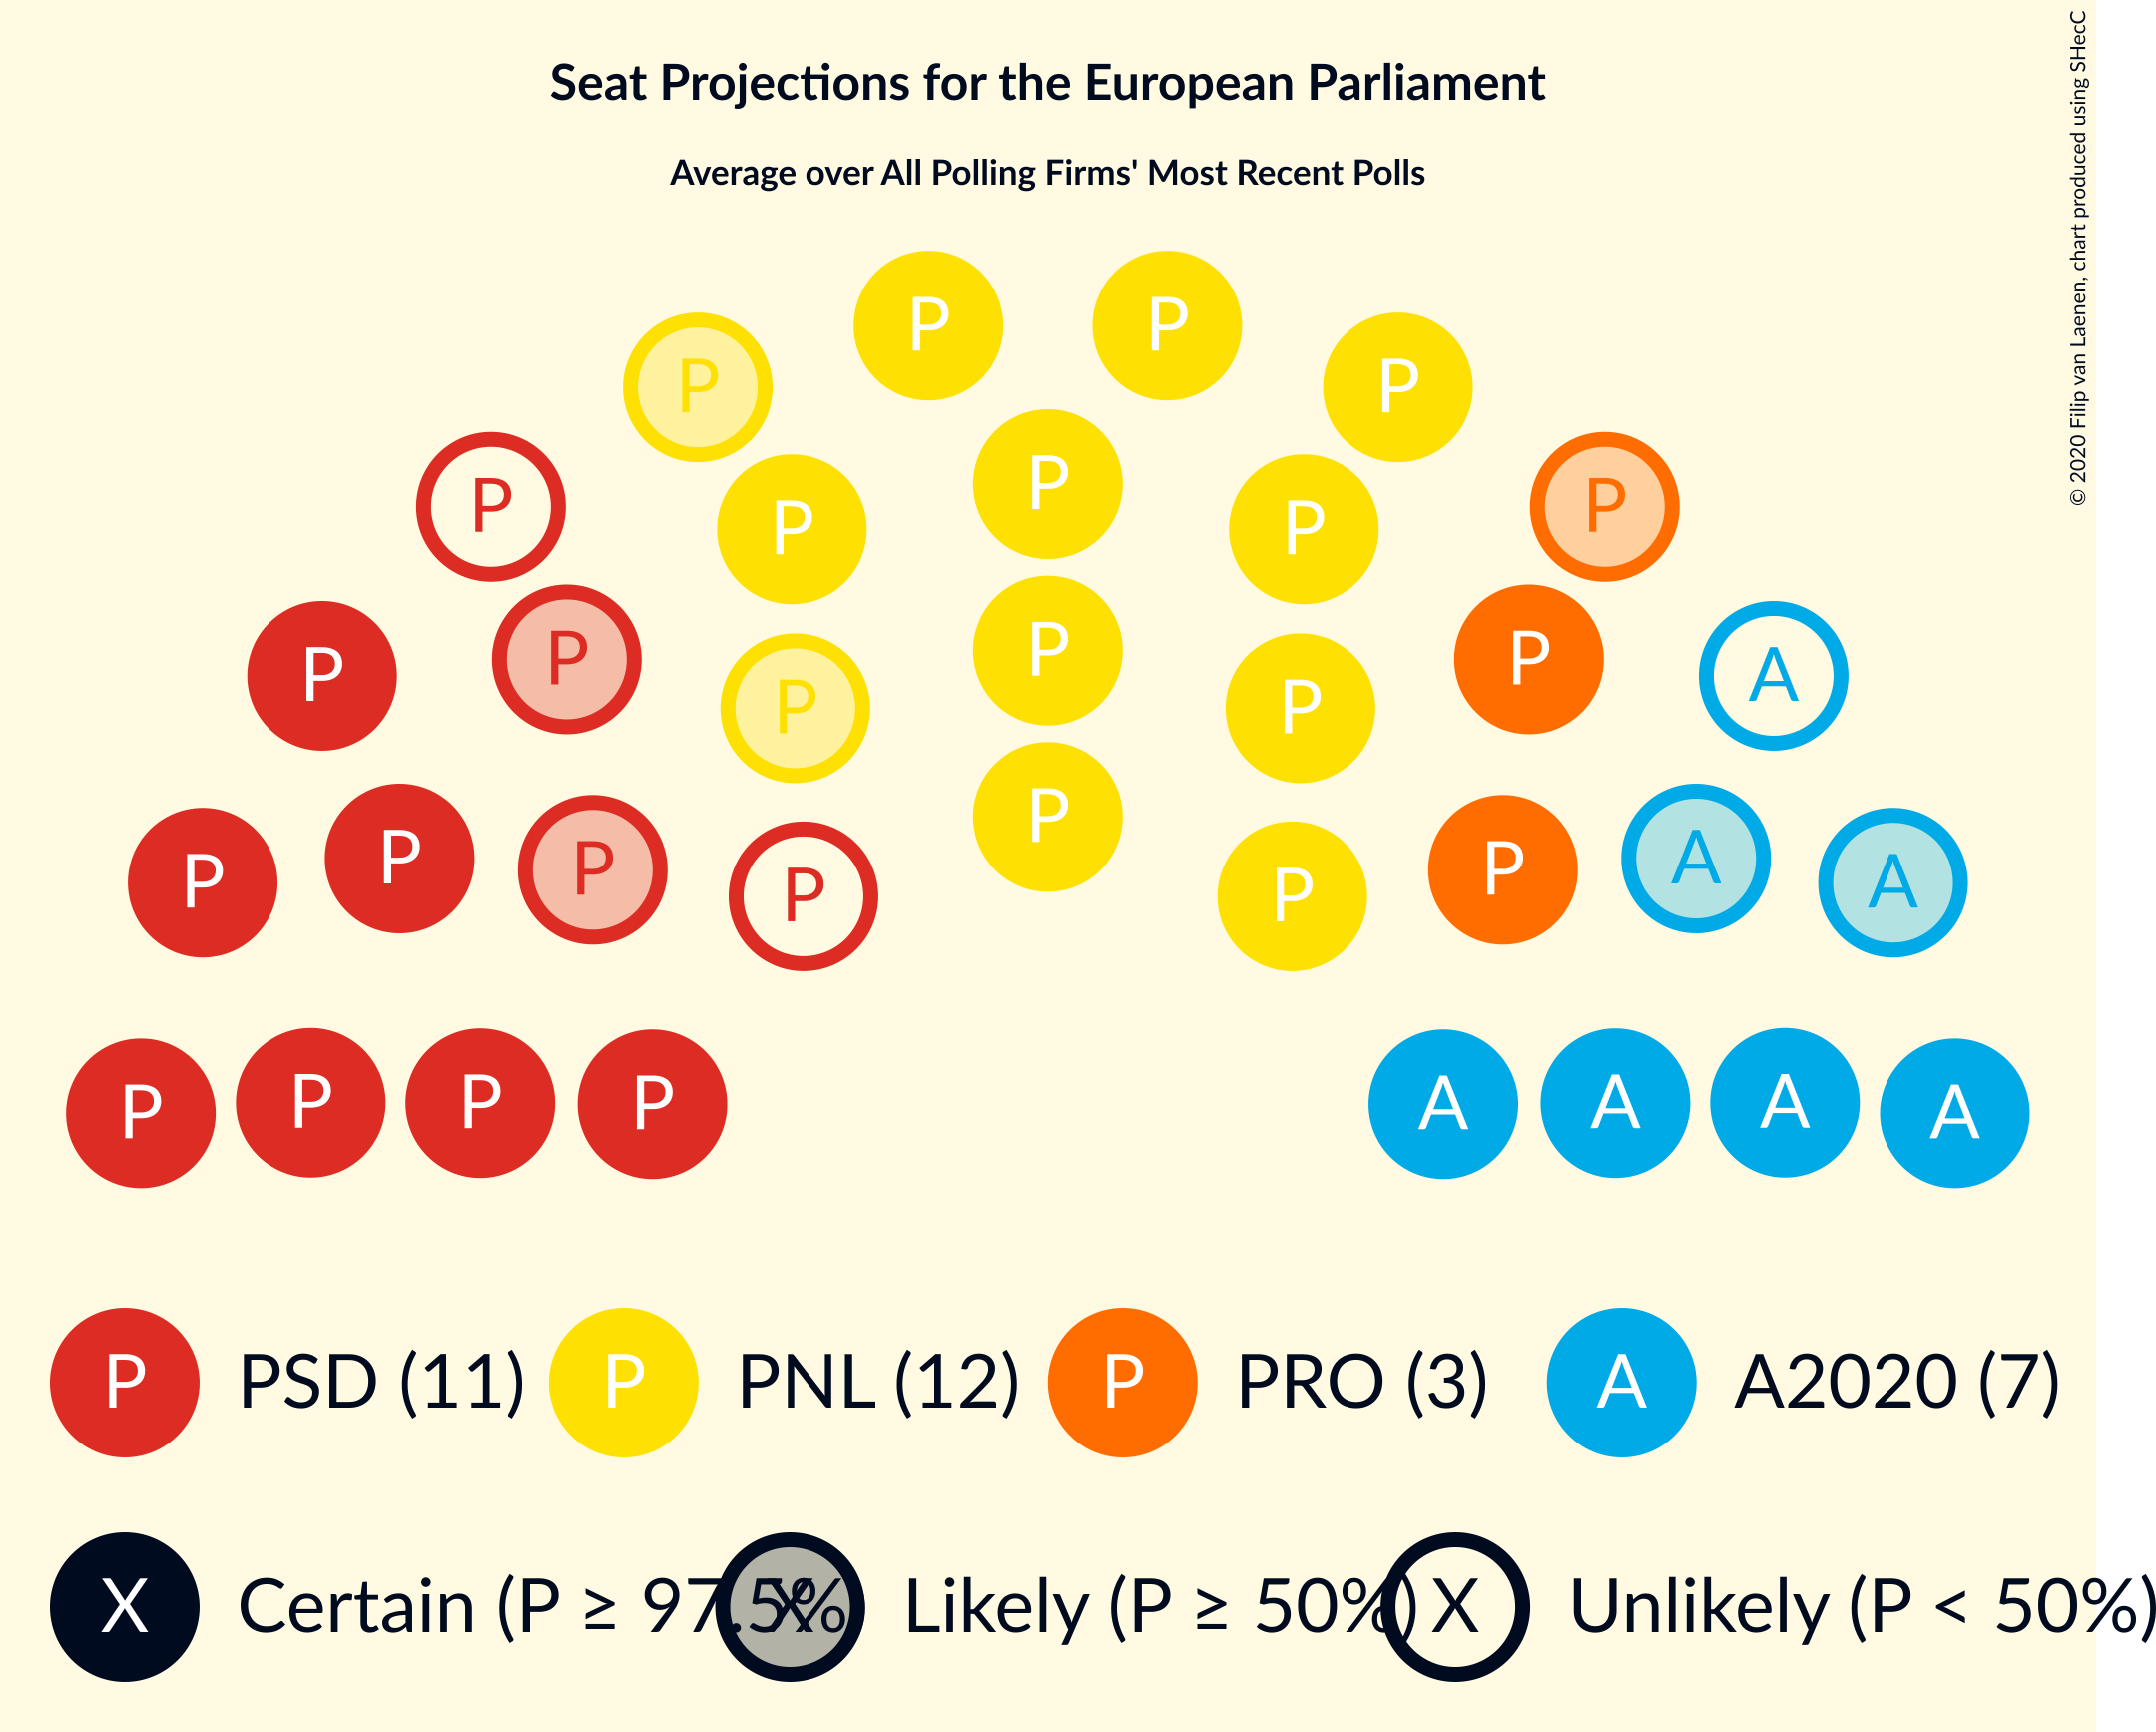 Seat Projections for the European Parliament
Average over All Polling Firms' Most Recent Polls
© 2020 Filip van Laenen, chart produced using SHecC
P P
P P
P
P P
P P
P
P P P
P P A
P P
P
P P P A
P A
P P
P P
P P P P A A A A
P PSD (11) P PNL (12) P PRO (3) A A2020 (7)
X Certain (P ≥ 97.5% X Likely (P ≥ 50%) X Unlikely (P < 50%)